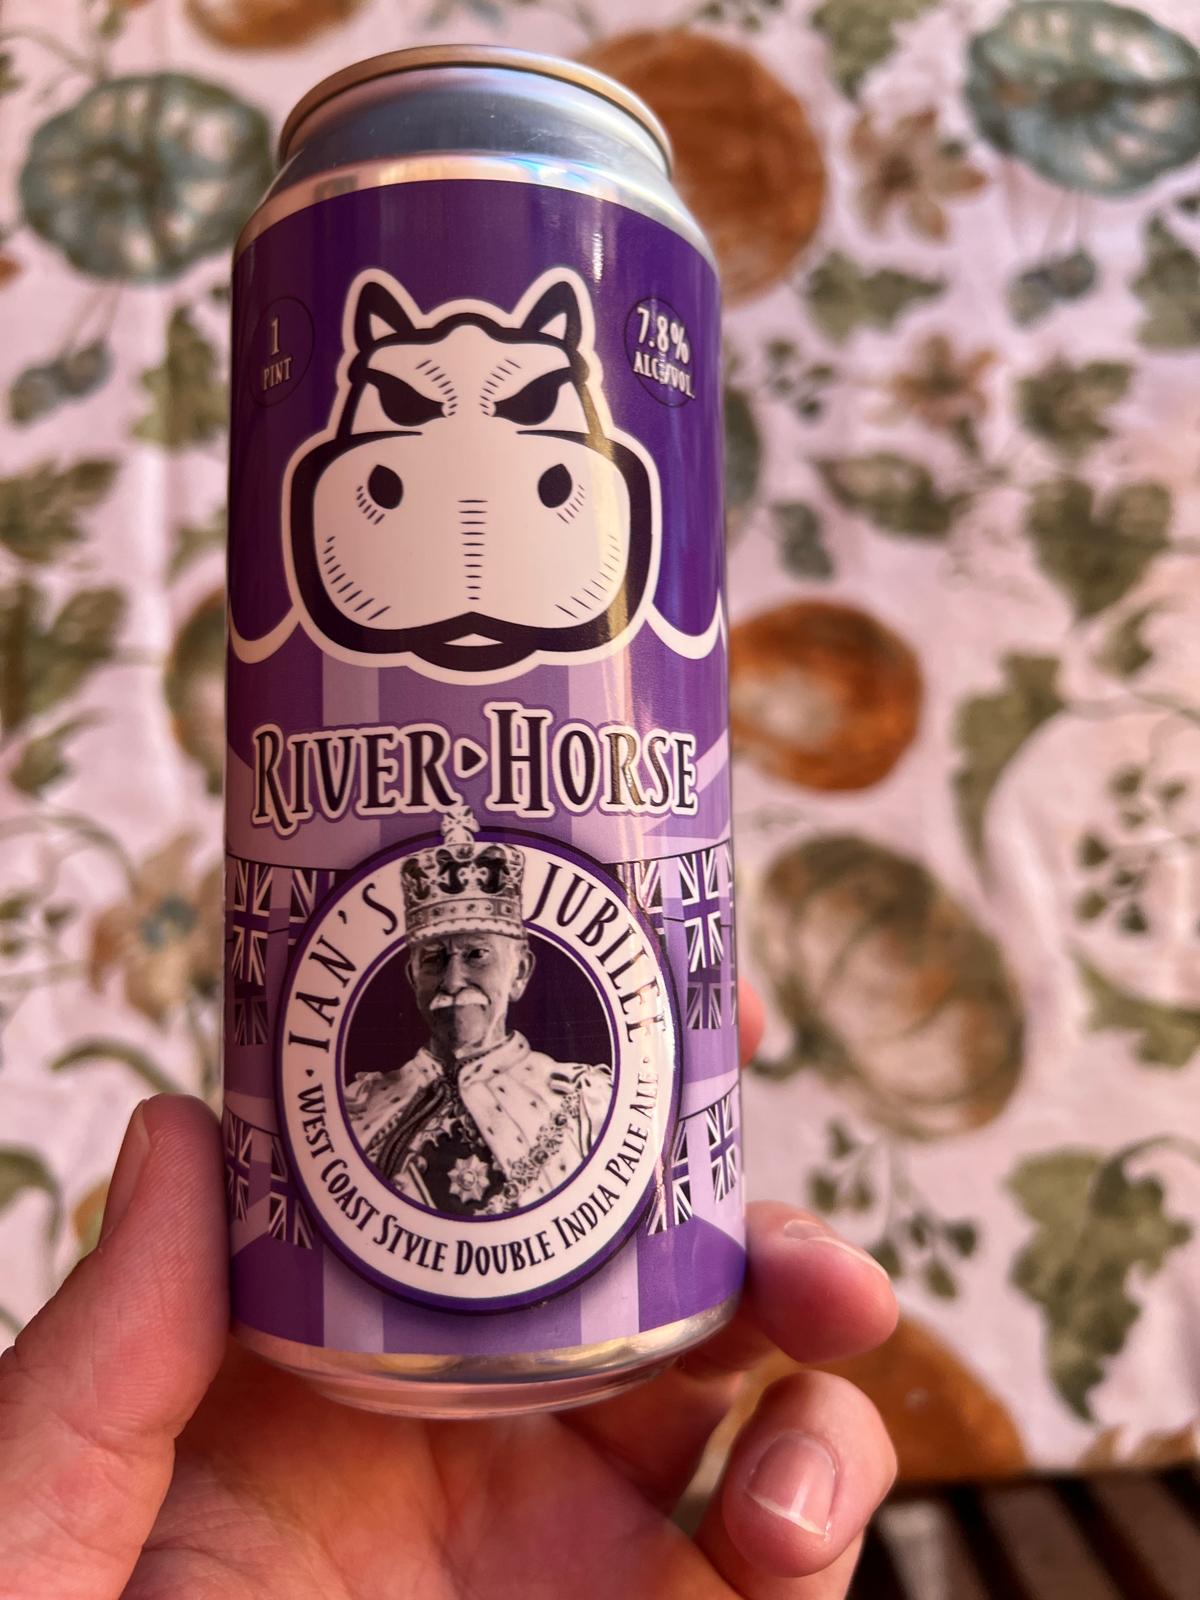 1
PINT
7.8%
ALC/VOL.
RIVER HORSE
· IAN'S JUBILEE ·
WEST COAST STYLE DOUBLE INDIA PALE ALE